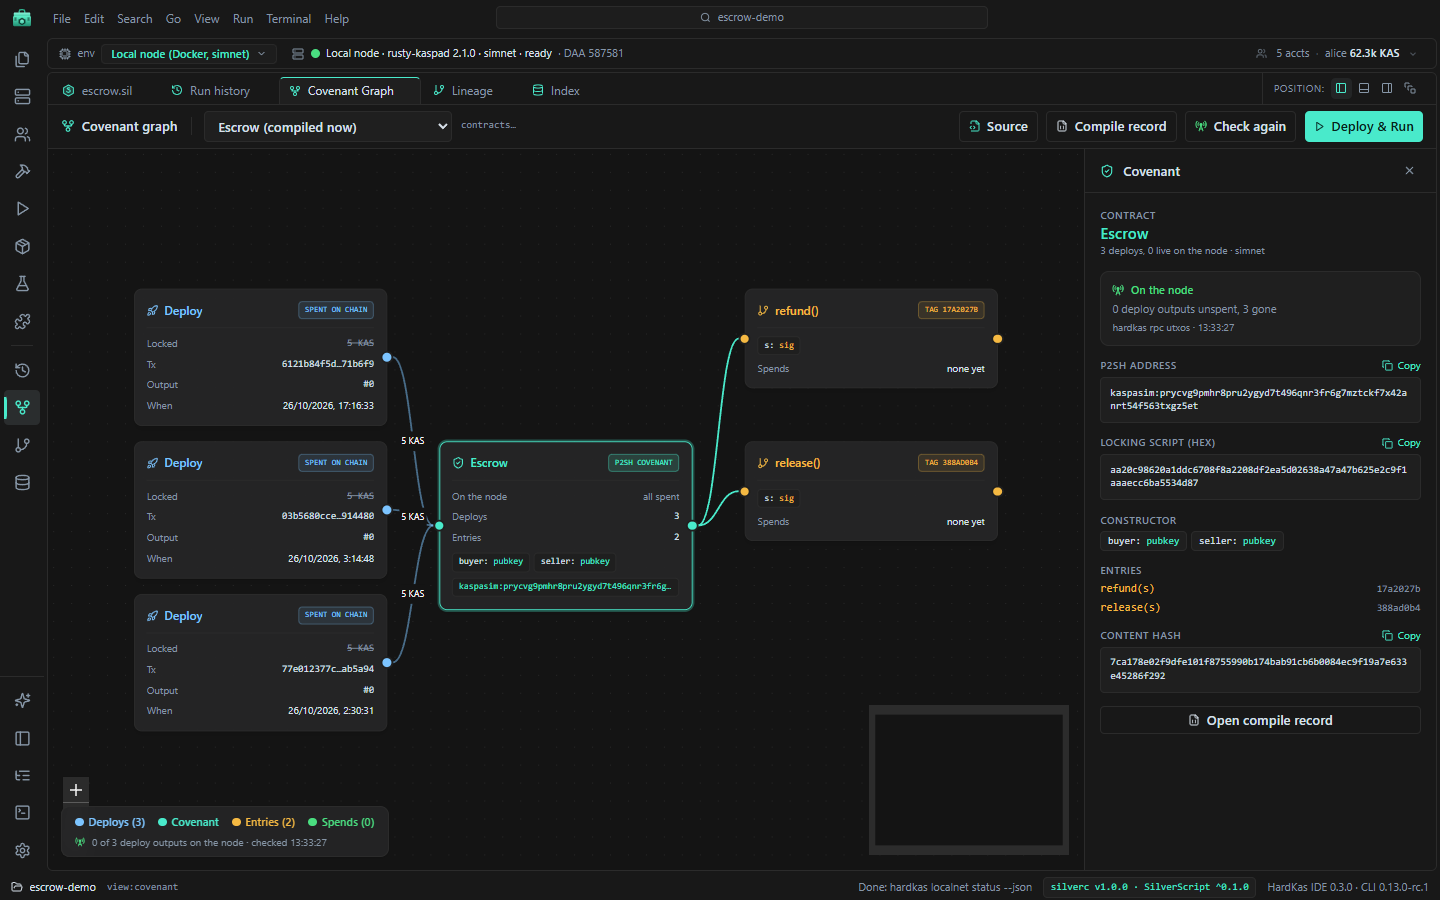 File Edit Search Go View Run Terminal Help
escrow-demo
env Local node (Docker, simnet) Local node · rusty-kaspad 2.1.0 · simnet · ready · DAA 587581
5 accts · alice 62.3k KAS
escrow.sil Run history Covenant Graph Lineage Index
POSITION:
Covenant graph Escrow (compiled now) contracts…
Source Compile record Check again Deploy & Run
Deploy SPENT ON CHAIN
Locked 5 KAS
Tx 6121b84f5d…71b6f9
Output #0
When 26/10/2026, 17:16:33
5 KAS
Deploy SPENT ON CHAIN
Locked 5 KAS
Tx 03b5680cce…914480
Output #0
When 26/10/2026, 3:14:48
5 KAS
Deploy SPENT ON CHAIN
Locked 5 KAS
Tx 77e012377c…ab5a94
Output #0
When 26/10/2026, 2:30:31
5 KAS
Escrow P2SH COVENANT
On the node all spent
Deploys 3
Entries 2
buyer: pubkey seller: pubkey
kaspasim:prycvg9pmhr8pru2ygyd7t496qnr3fr6g…
refund() TAG 17A2027B
s: sig
Spends none yet
release() TAG 388AD0B4
s: sig
Spends none yet
+
Deploys (3) Covenant Entries (2) Spends (0)
0 of 3 deploy outputs on the node · checked 13:33:27
Covenant
CONTRACT
Escrow
3 deploys, 0 live on the node · simnet
On the node
0 deploy outputs unspent, 3 gone
hardkas rpc utxos · 13:33:27
P2SH ADDRESS Copy
kaspasim:prycvg9pmhr8pru2ygyd7t496qnr3fr6g7mztckf7x42a
nrt54f563txgz5et
LOCKING SCRIPT (HEX) Copy
aa20c98620a1ddc6708f8a2208df2ea5d02638a47a47b625e2c9f1
aaaecc6ba5534d87
CONSTRUCTOR
buyer: pubkey seller: pubkey
ENTRIES
refund(s) 17a2027b
release(s) 388ad0b4
CONTENT HASH Copy
7ca178e02f9dfe101f8755990b174bab91cb6b0084ec9f19a7e633
e45286f292
Open compile record
escrow-demo view:covenant
Done: hardkas localnet status --json silverc v1.0.0 · SilverScript ^0.1.0 HardKas IDE 0.3.0 · CLI 0.13.0-rc.1